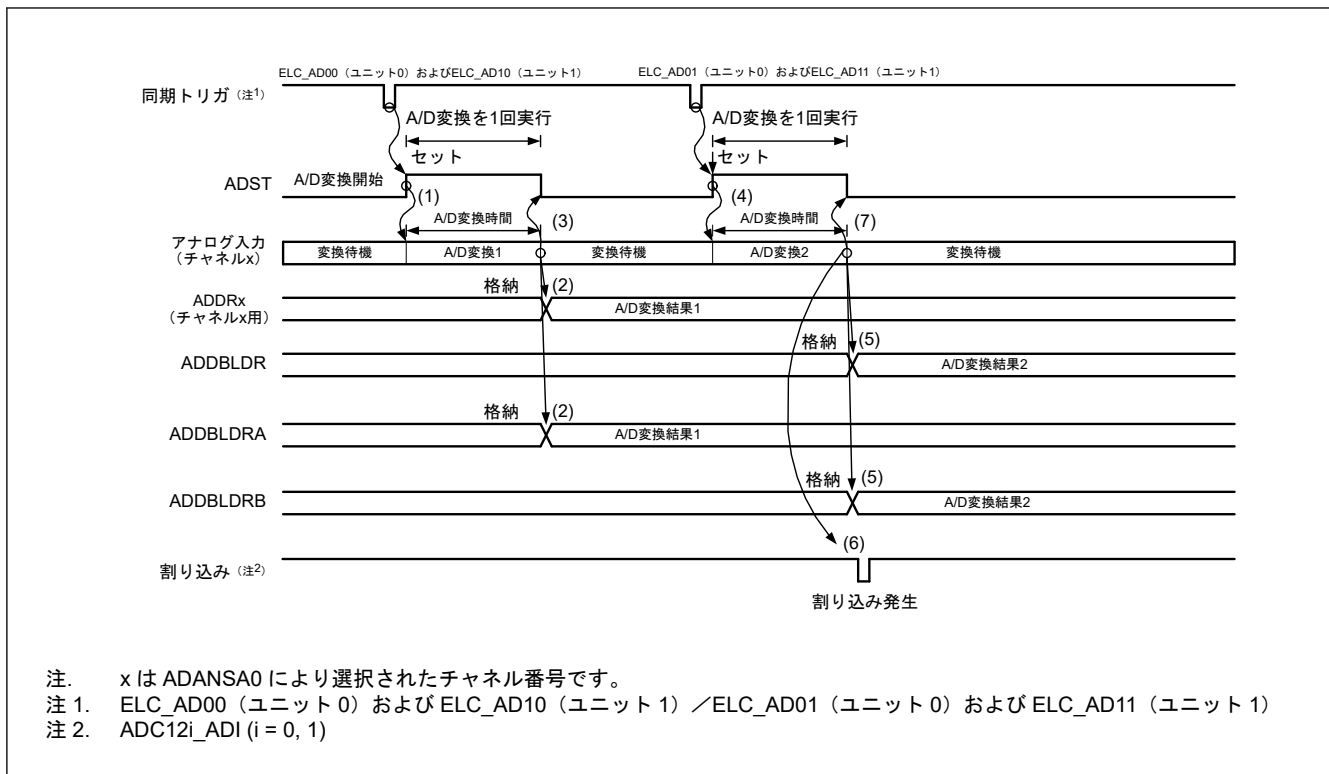 ELC_AD00（ユニット0）およびELC_AD10（ユニット1）
ELC_AD01（ユニット0）およびELC_AD11（ユニット1）
同期トリガ（注1）
A/D変換を1回実行
A/D変換を1回実行
セット
セット
ADST
A/D変換開始
(1)
(4)
A/D変換時間
(3)
A/D変換時間
(7)
アナログ入力
（チャネルx）
変換待機
A/D変換1
変換待機
A/D変換2
変換待機
格納
(2)
ADDRx
（チャネルx用）
A/D変換結果1
格納
(5)
ADDBLDR
A/D変換結果2
格納
(2)
ADDBLDRA
A/D変換結果1
格納
(5)
ADDBLDRB
A/D変換結果2
(6)
割り込み（注2）
割り込み発生
注. x は ADANSA0 により選択されたチャネル番号です。
注 1. ELC_AD00（ユニット 0）および ELC_AD10（ユニット 1）／ELC_AD01（ユニット 0）および ELC_AD11（ユニット 1）
注 2. ADC12i_ADI (i = 0, 1)